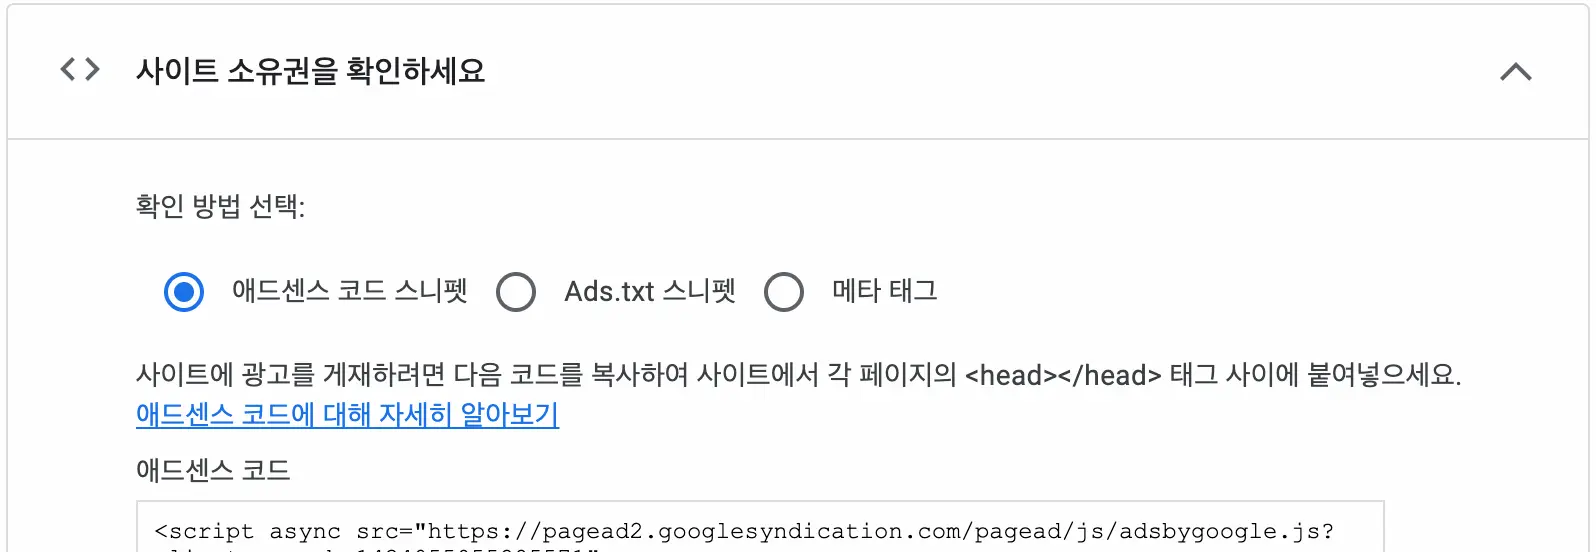 <> 사이트 소유권을 확인하세요
확인 방법 선택:
애드센스 코드 스니펫 Ads.txt 스니펫 메타 태그
사이트에 광고를 게재하려면 다음 코드를 복사하여 사이트에서 각 페이지의 <head></head> 태그 사이에 붙여넣으세요.
애드센스 코드에 대해 자세히 알아보기
애드센스 코드
<script async src="https://pagead2.googlesyndication.com/pagead/js/adsbygoogle.js?